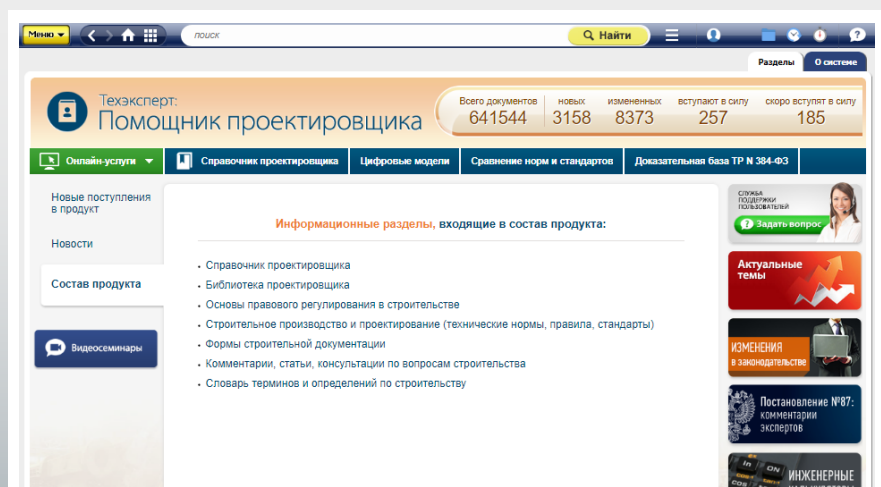 Меню
поиск
Найти
Разделы
О системе
Техэксперт:
Помощник проектировщика
Всего документов
641544
новых
3158
измененных
8373
вступают в силу
257
скоро вступят в силу
185
Онлайн-услуги
Справочник проектировщика
Цифровые модели
Сравнение норм и стандартов
Доказательная база ТР N 384-ФЗ
Новые поступления
в продукт
Новости
Состав продукта
Видеосеминары
Информационные разделы, входящие в состав продукта:
• Справочник проектировщика
• Библиотека проектировщика
• Основы правового регулирования в строительстве
• Строительное производство и проектирование (технические нормы, правила, стандарты)
• Формы строительной документации
• Комментарии, статьи, консультации по вопросам строительства
• Словарь терминов и определений по строительству
СЛУЖБА
ПОДДЕРЖКИ
ПОЛЬЗОВАТЕЛЕЙ
Задать вопрос
Актуальные
темы
ИЗМЕНЕНИЯ
в законодательстве
Постановление №87:
комментарии
экспертов
In
ON
cos
ИНЖЕНЕРНЫЕ